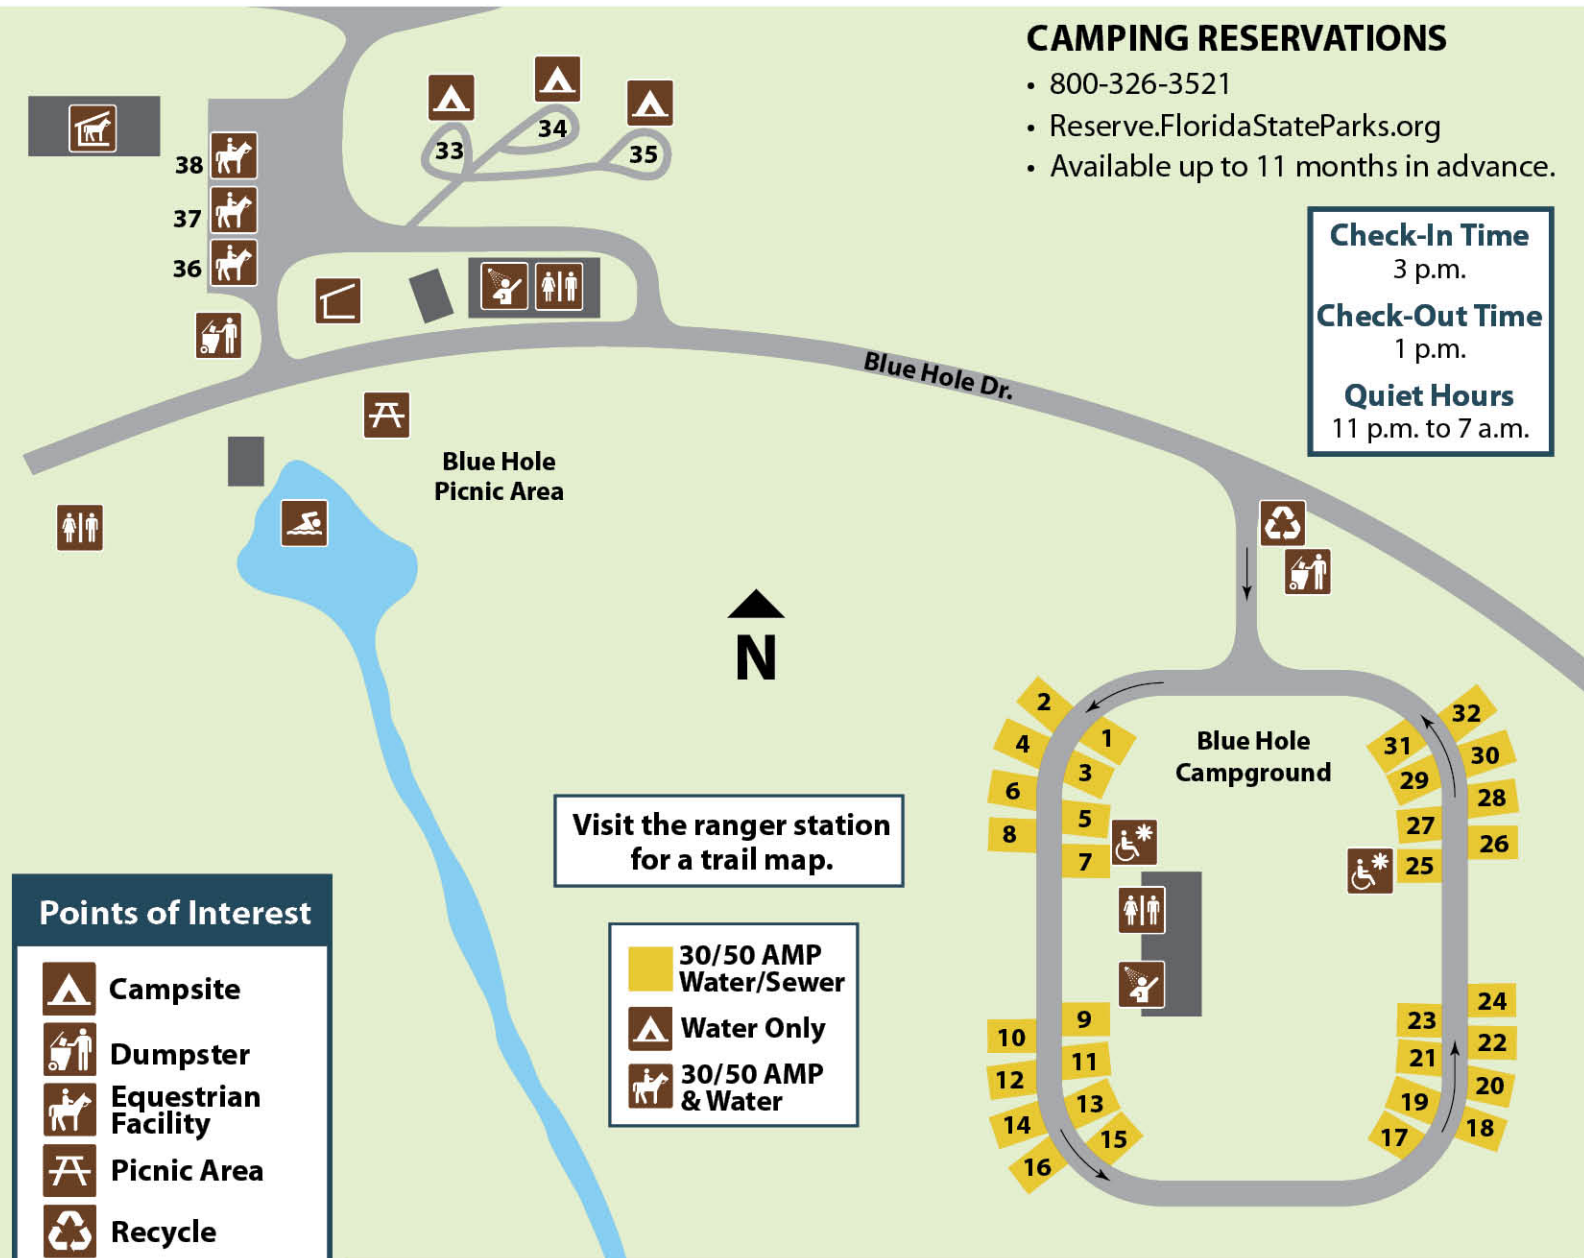 CAMPING RESERVATIONS
• 800-326-3521
• Reserve.FloridaStateParks.org
• Available up to 11 months in advance.
Check-In Time
3 p.m.
Check-Out Time
1 p.m.
Quiet Hours
11 p.m. to 7 a.m.
33
34
35
38
37
36
Blue Hole Dr.
Blue Hole
Picnic Area
N
Blue Hole
Campground
2
1
4
3
6
5
8
7
32
31
30
29
28
27
26
25
9
10
11
12
13
14
15
16
24
23
22
21
20
19
18
17
Visit the ranger station
for a trail map.
30/50 AMP
Water/Sewer
Water Only
30/50 AMP
& Water
Points of Interest
Campsite
Dumpster
Equestrian
Facility
Picnic Area
Recycle